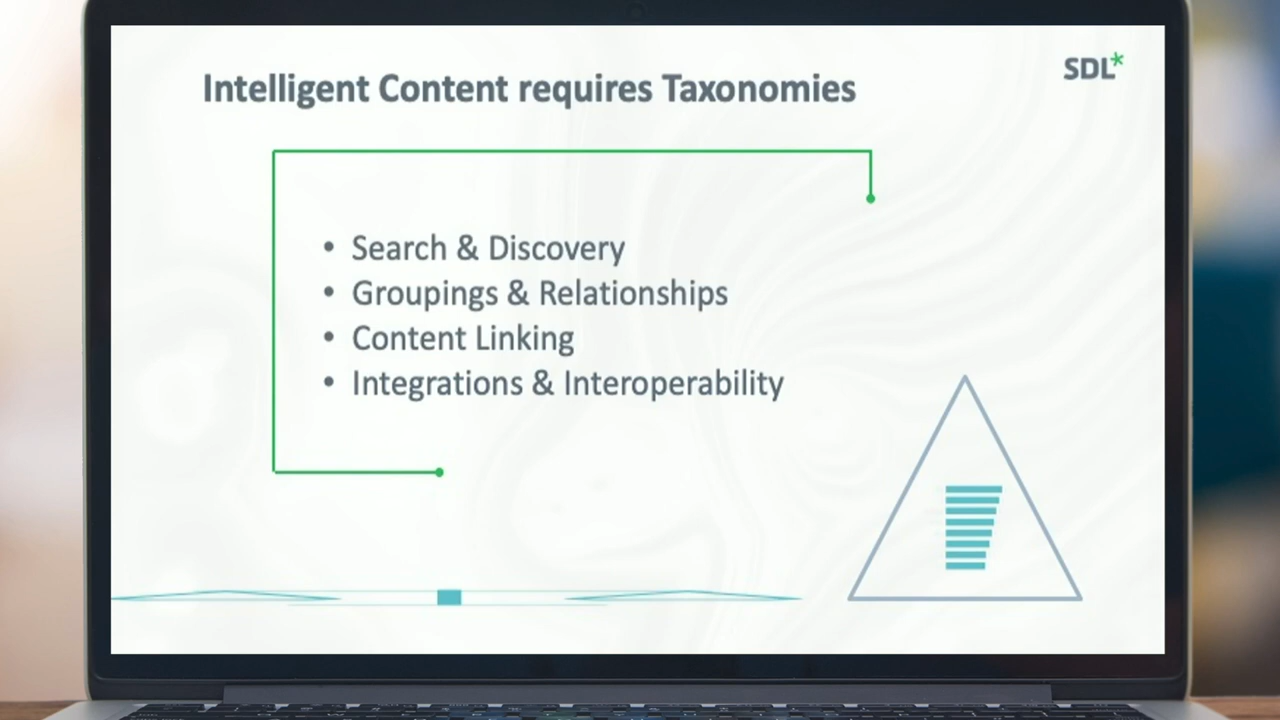 Intelligent Content requires Taxonomies
SDL*
• Search & Discovery
• Groupings & Relationships
• Content Linking
• Integrations & Interoperability